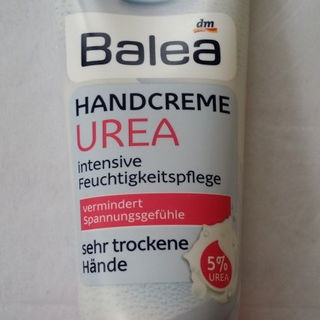 dm
Balea
HANDCREME
UREA
intensive
Feuchtigkeitspflege
vermindert
Spannungsgefühle
sehr trockene
Hände
5%
UREA